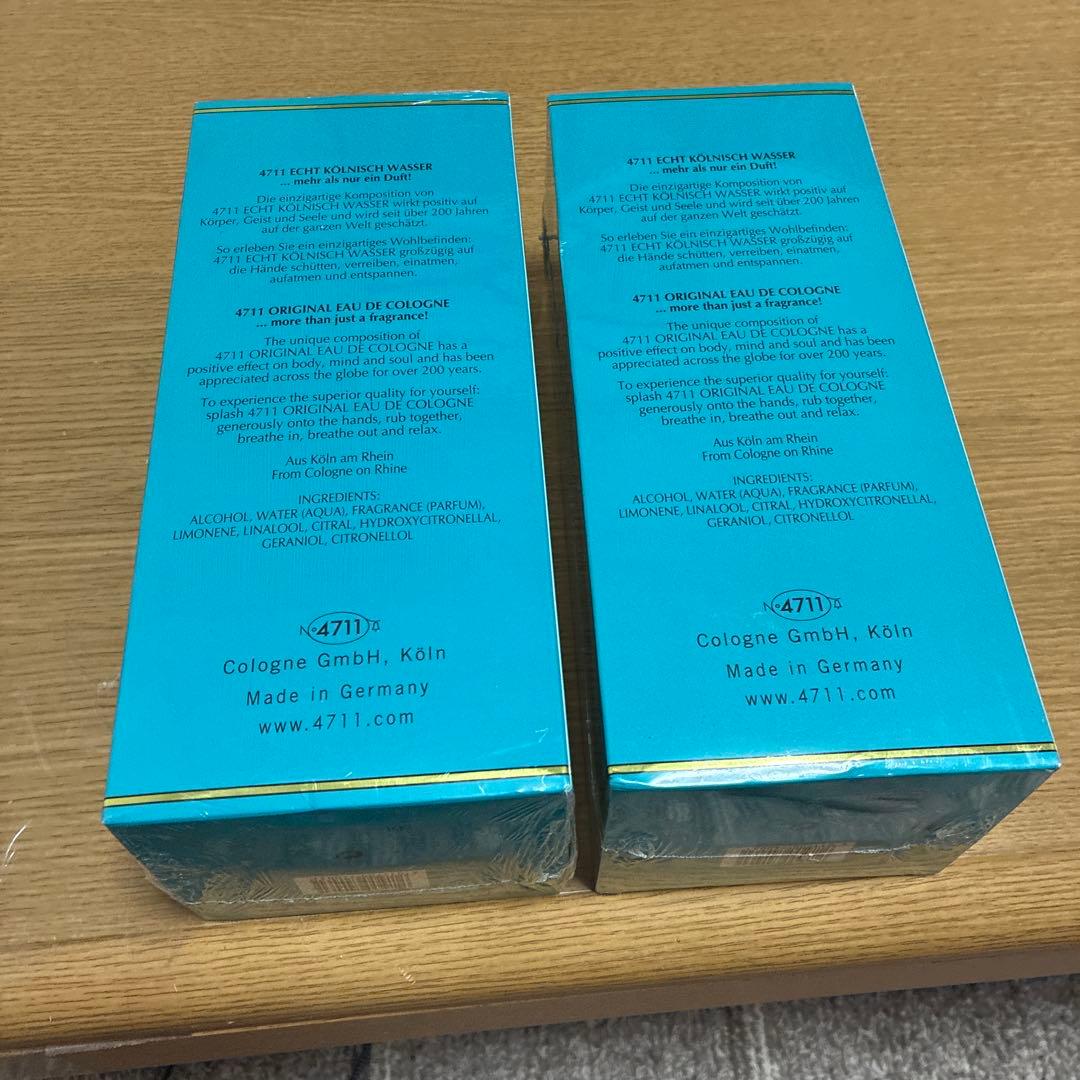 4711 ECHT KÖLNISCH WASSER
... mehr als nur ein Duft!
Die einzigartige Komposition von
4711 ECHT KÖLNISCH WASSER wirkt positiv auf
Körper, Geist und Seele und wird seit über 200 Jahren
auf der ganzen Welt geschätzt.
So erleben Sie ein einzigartiges Wohlbefinden:
4711 ECHT KÖLNISCH WASSER großzügig auf
die Hände schütten, verreiben, einatmen,
aufatmen und entspannen.
4711 ORIGINAL EAU DE COLOGNE
... more than just a fragrance!
The unique composition of
4711 ORIGINAL EAU DE COLOGNE has a
positive effect on body, mind and soul and has been
appreciated across the globe for over 200 years.
To experience the superior quality for yourself:
splash 4711 ORIGINAL EAU DE COLOGNE
generously onto the hands, rub together,
breathe in, breathe out and relax.
Aus Köln am Rhein
From Cologne on Rhine
INGREDIENTS:
ALCOHOL, WATER (AQUA), FRAGRANCE (PARFUM),
LIMONENE, LINALOOL, CITRAL, HYDROXYCITRONELLAL,
GERANIOL, CITRONELLOL
Nº 4711
Cologne GmbH, Köln
Made in Germany
www.4711.com
4711 ECHT KÖLNISCH WASSER
... mehr als nur ein Duft!
Die einzigartige Komposition von
4711 ECHT KÖLNISCH WASSER wirkt positiv auf
Körper, Geist und Seele und wird seit über 200 Jahren
auf der ganzen Welt geschätzt.
So erleben Sie ein einzigartiges Wohlbefinden:
4711 ECHT KÖLNISCH WASSER großzügig auf
die Hände schütten, verreiben, einatmen,
aufatmen und entspannen.
4711 ORIGINAL EAU DE COLOGNE
... more than just a fragrance!
The unique composition of
4711 ORIGINAL EAU DE COLOGNE has a
positive effect on body, mind and soul and has been
appreciated across the globe for over 200 years.
To experience the superior quality for yourself:
splash 4711 ORIGINAL EAU DE COLOGNE
generously onto the hands, rub together,
breathe in, breathe out and relax.
Aus Köln am Rhein
From Cologne on Rhine
INGREDIENTS:
ALCOHOL, WATER (AQUA), FRAGRANCE (PARFUM),
LIMONENE, LINALOOL, CITRAL, HYDROXYCITRONELLAL,
GERANIOL, CITRONELLOL
Nº 4711
Cologne GmbH, Köln
Made in Germany
www.4711.com